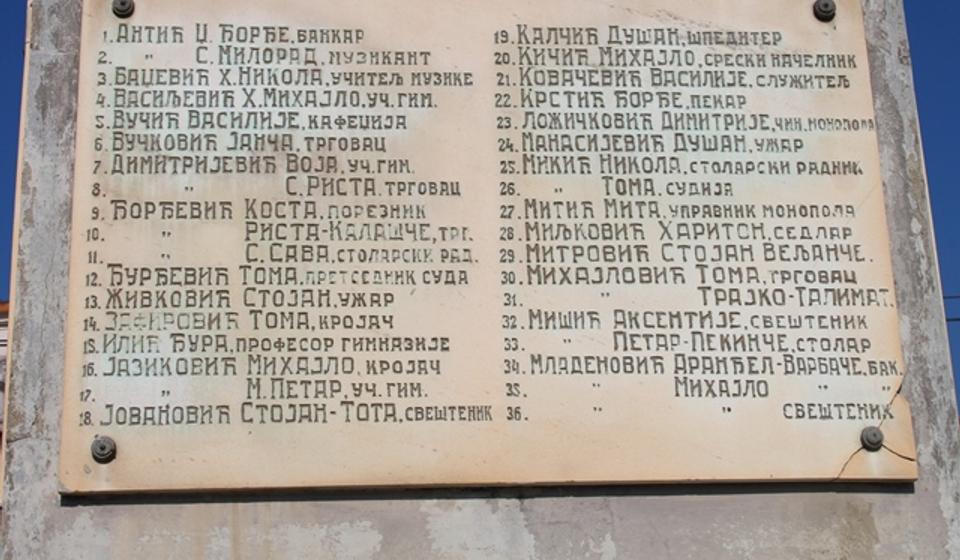 1. АНТИЋ Џ. ЂОРЂЕ, БАНКАР
2. " С. МИЛОРАД, МУЗИКАНТ
3. БАЏЕВИЋ Х. НИКОЛА, УЧИТЕЉ МУЗИКЕ
4. ВАСИЉЕВИЋ Х. МИХАЈЛО, УЧ. ГИМ.
5. ВУЧИЋ ВАСИЛИЈЕ, КАФЕЏИЈА
6. ВУЧКОВИЋ ЈАНЧА, ТРГОВАЦ
7. ДИМИТРИЈЕВИЋ ВОЈА, УЧ. ГИМ.
8. " С. РИСТА, ТРГОВАЦ
9. ЂОРЂЕВИЋ КОСТА, ПОРЕЗНИК
10. " РИСТА-КАЛАШЧЕ, ТРГ.
11. " С. САВА, СТОЛАРСКИ РАД.
12. ЂУРЂЕВИЋ ТОМА, ПРЕТСЕДНИК СУДА
13. ЖИВКОВИЋ СТОЈАН, УЖАР
14. ЗАФИРОВИЋ ТОМА, КРОЈАЧ
15. ИЛИЋ ЂУРА, ПРОФЕСОР ГИМНАЗИЈЕ
16. ЈАЗИКОВИЋ МИХАЈЛО, КРОЈАЧ
17. " М. ПЕТАР, УЧ. ГИМ.
18. ЈОВАНОВИЋ СТОЈАН-ТОТА, СВЕШТЕНИК
19. КАЛЧИЋ ДУШАН, ШПЕДИТЕР
20. КИЧИЋ МИХАЈЛО, СРЕСКИ НАЧЕЛНИК
21. КОВАЧЕВИЋ ВАСИЛИЈЕ, СЛУЖИТЕЉ
22. КРСТИЋ ЂОРЂЕ, ПЕКАР
23. ЛОЖИЧКОВИЋ ДИМИТРИЈЕ, ЧИН. МОНОПОЛА
24. МАНАСИЈЕВИЋ ДУШАН, УЖАР
25. МИКИЋ НИКОЛА, СТОЛАРСКИ РАДНИК
26. " ТОМА, СУДИЈА
27. МИТИЋ МИТА, УПРАВНИК МОНОПОЛА
28. МИЉКОВИЋ ХАРИТОН, СЕДЛАР
29. МИТРОВИЋ СТОЈАН ВЕЉАНЧЕ.
30. МИХАЈЛОВИЋ ТОМА, ТРГОВАЦ
31. " ТРАЈКО-ТАЛИМАТ.
32. МИШИЋ АКСЕНТИЈЕ, СВЕШТЕНИК
33. " ПЕТАР-ПЕКИНЧЕ, СТОЛАР
34. МЛАДЕНОВИЋ АРАНЂЕЛ-ВАРБАЧЕ, БАК.
35. " МИХАЈЛО " "
36. " " СВЕШТЕНИК